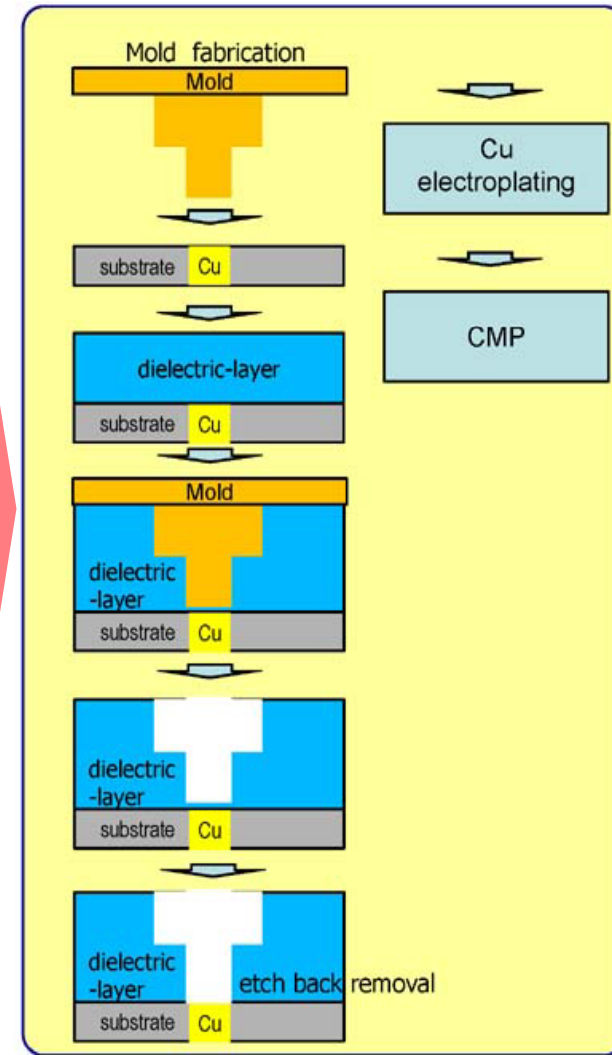 Mold fabrication
Mold
substrate Cu
dielectric-layer
substrate Cu
Mold
dielectric
-layer
substrate Cu
dielectric
-layer
substrate Cu
dielectric
-layer
etch back removal
substrate Cu
Cu
electroplating
CMP